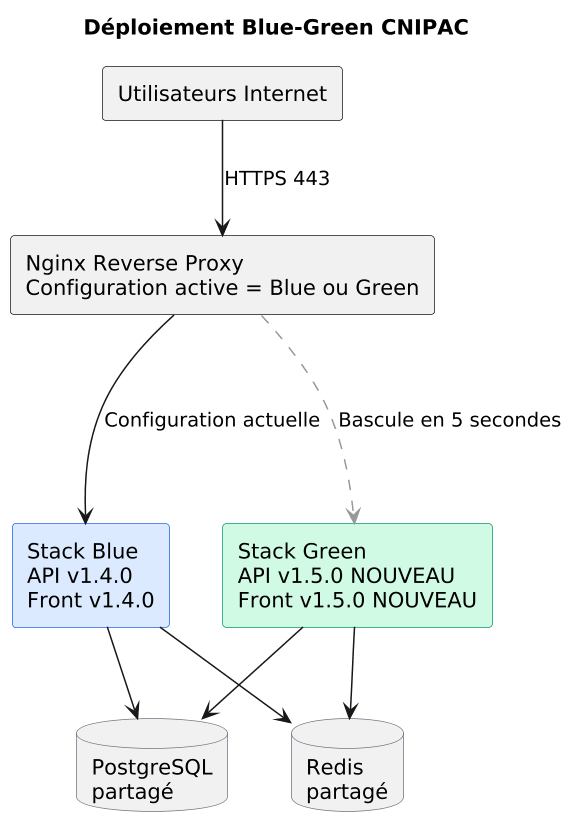 Déploiement Blue-Green CNIPAC
Utilisateurs Internet
HTTPS 443
Nginx Reverse Proxy
Configuration active = Blue ou Green
Configuration actuelle
Bascule en 5 secondes
Stack Blue
API v1.4.0
Front v1.4.0
Stack Green
API v1.5.0 NOUVEAU
Front v1.5.0 NOUVEAU
PostgreSQL
partagé
Redis
partagé